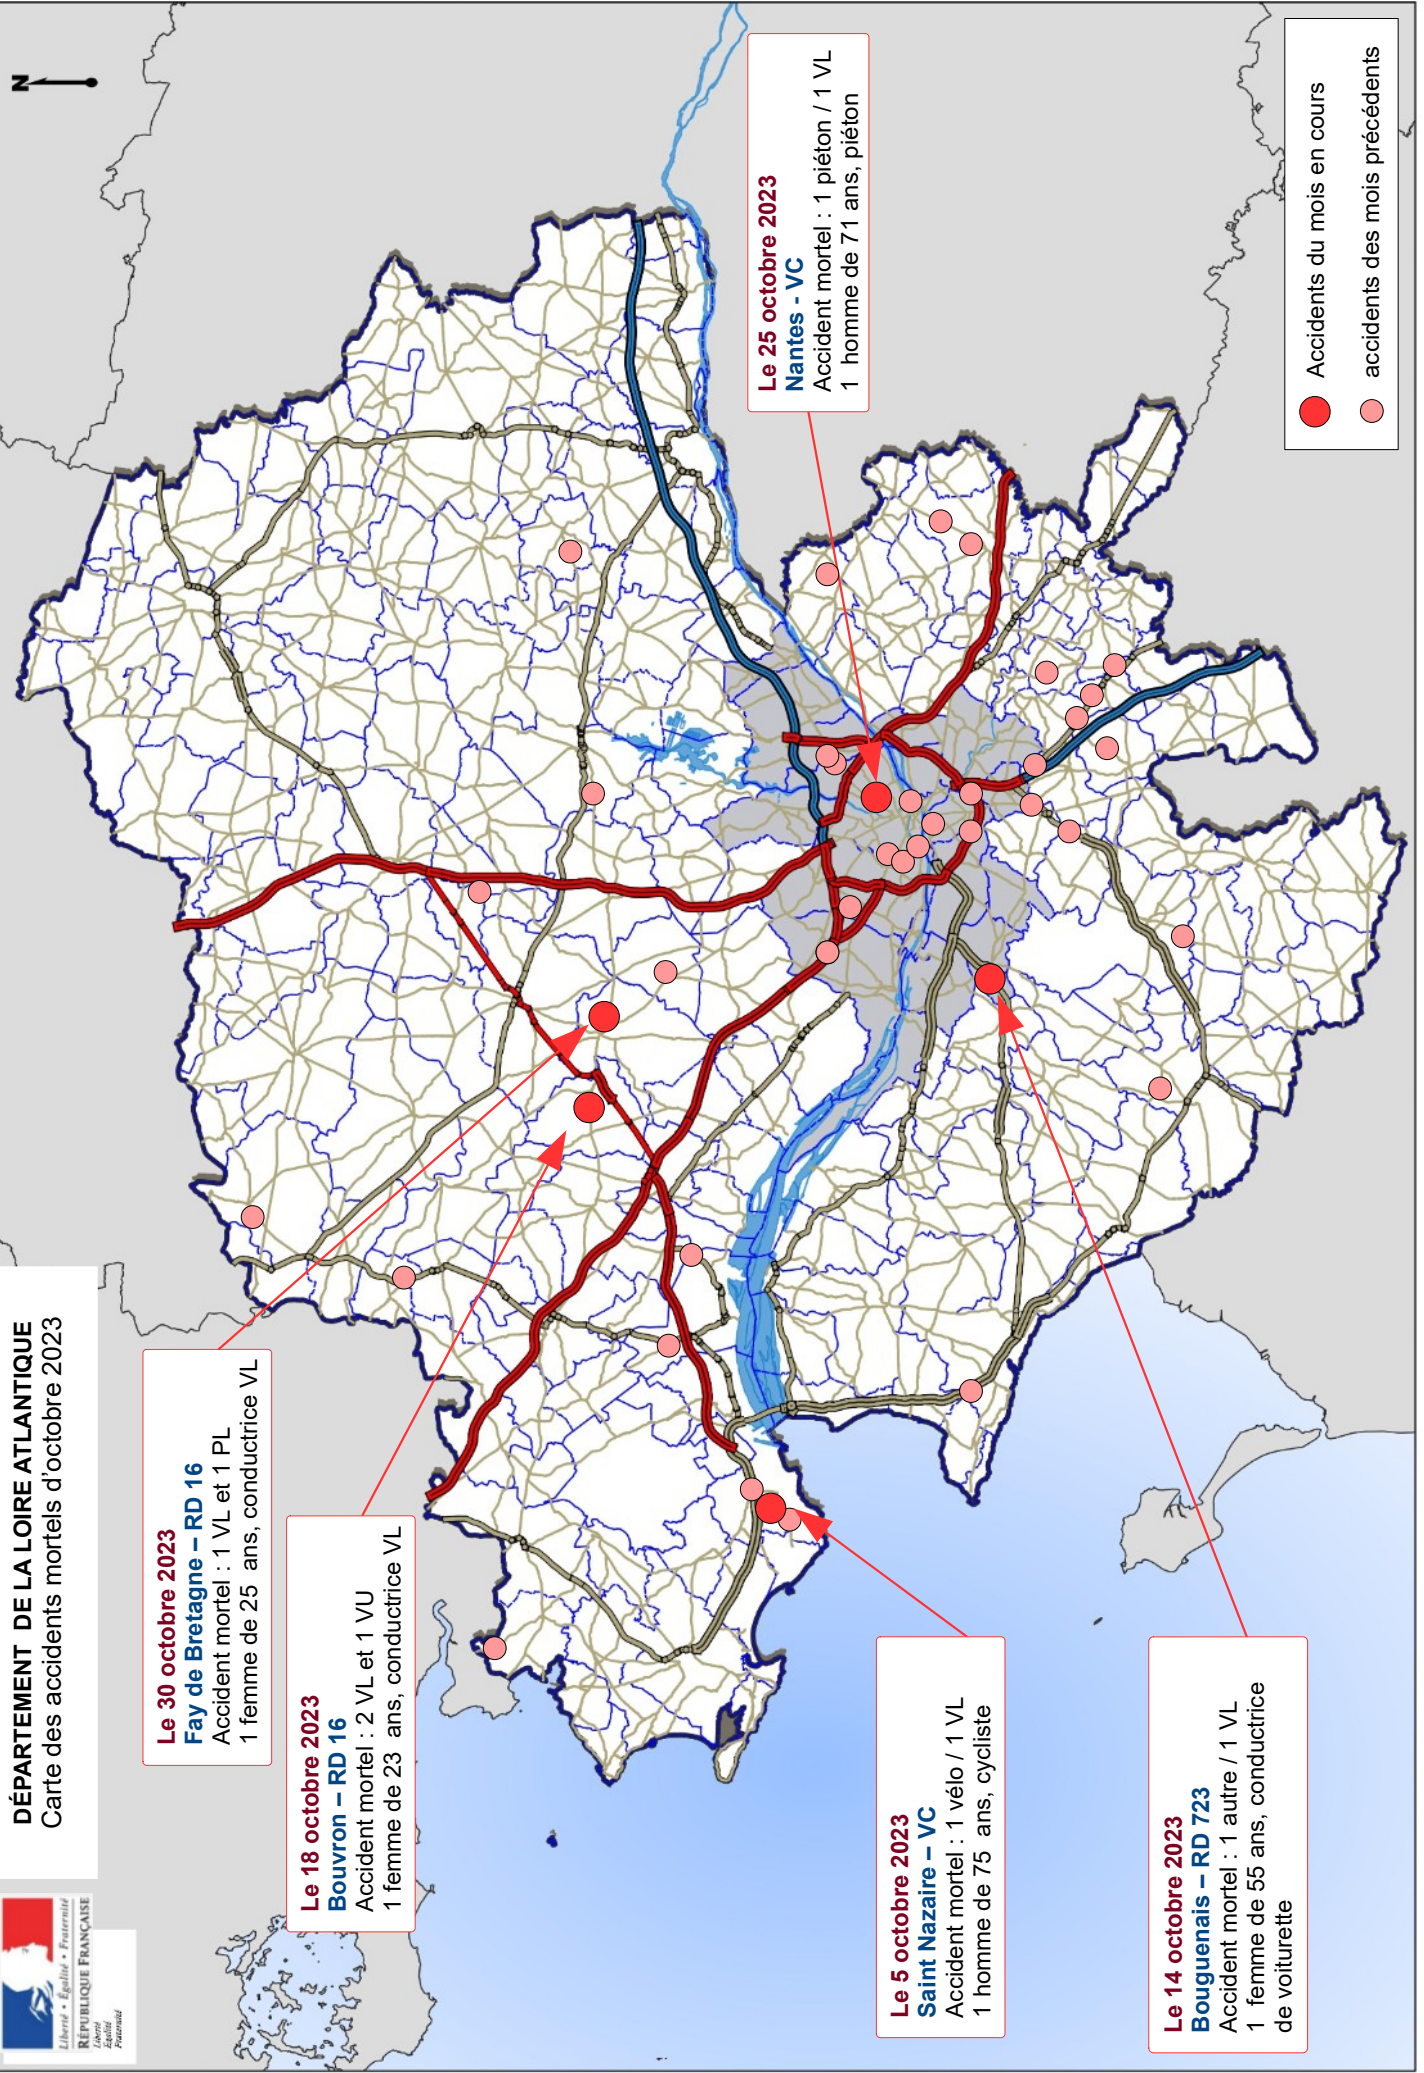 Liberté • Égalité • Fraternité
RÉPUBLIQUE FRANÇAISE
Liberté
Égalité
Fraternité
DÉPARTEMENT DE LA LOIRE ATLANTIQUE
Carte des accidents mortels d'octobre 2023
N
Le 30 octobre 2023
Fay de Bretagne – RD 16
Accident mortel : 1 VL et 1 PL
1 femme de 25 ans, conductrice VL
Le 18 octobre 2023
Bouvron – RD 16
Accident mortel : 2 VL et 1 VU
1 femme de 23 ans, conductrice VL
Le 25 octobre 2023
Nantes - VC
Accident mortel : 1 piéton / 1 VL
1 homme de 71 ans, piéton
Le 5 octobre 2023
Saint Nazaire – VC
Accident mortel : 1 vélo / 1 VL
1 homme de 75 ans, cycliste
Le 14 octobre 2023
Bouguenais – RD 723
Accident mortel : 1 autre / 1 VL
1 femme de 55 ans, conductrice
de voiturette
Accidents du mois en cours
accidents des mois précédents